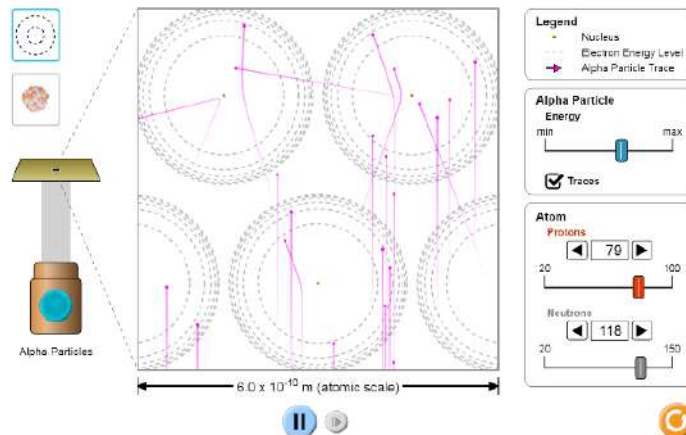 Legend
Nucleus
Electron Energy Level
Alpha Particle Trace
Alpha Particle
Energy
min
max
Traces
Atom
Protons
79
20
100
Neutrons
118
20
150
Alpha Particles
6.0 x 10⁻¹⁰ m (atomic scale)